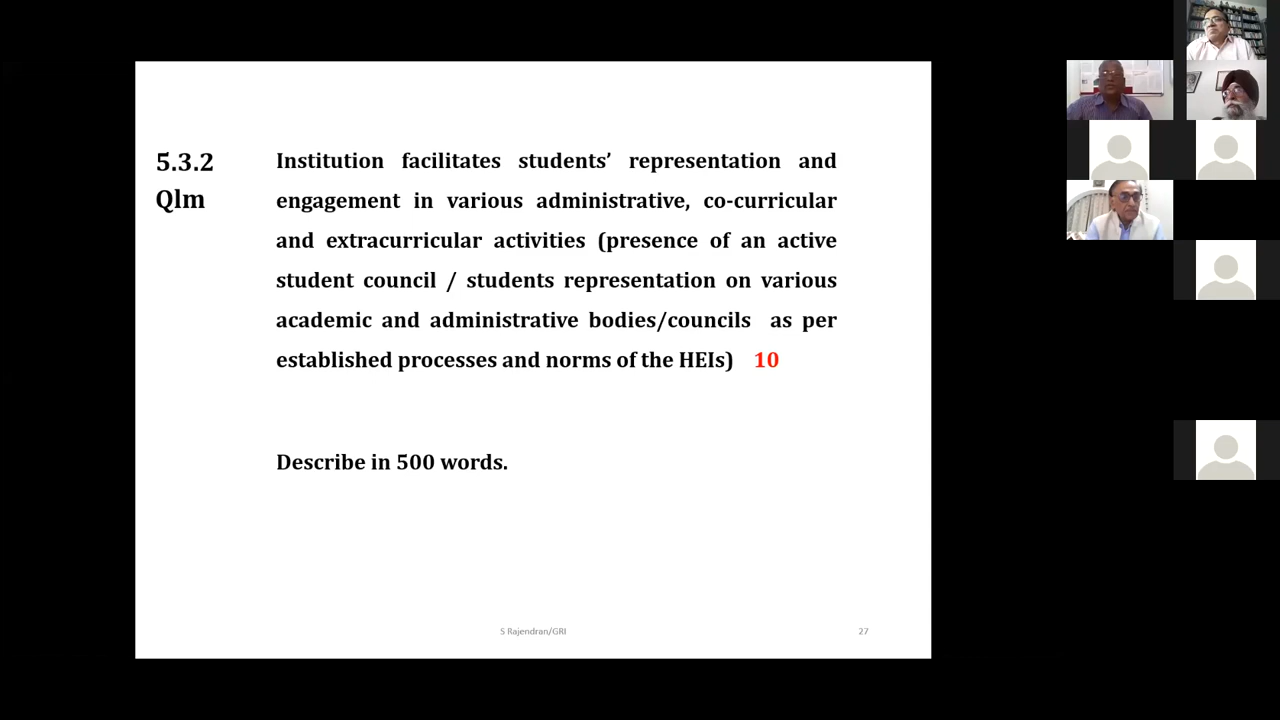 5.3.2
Qlm
Institution facilitates students’ representation and
engagement in various administrative, co-curricular
and extracurricular activities (presence of an active
student council / students representation on various
academic and administrative bodies/councils as per
established processes and norms of the HEIs) 10
Describe in 500 words.
S Rajendran/GRI
27